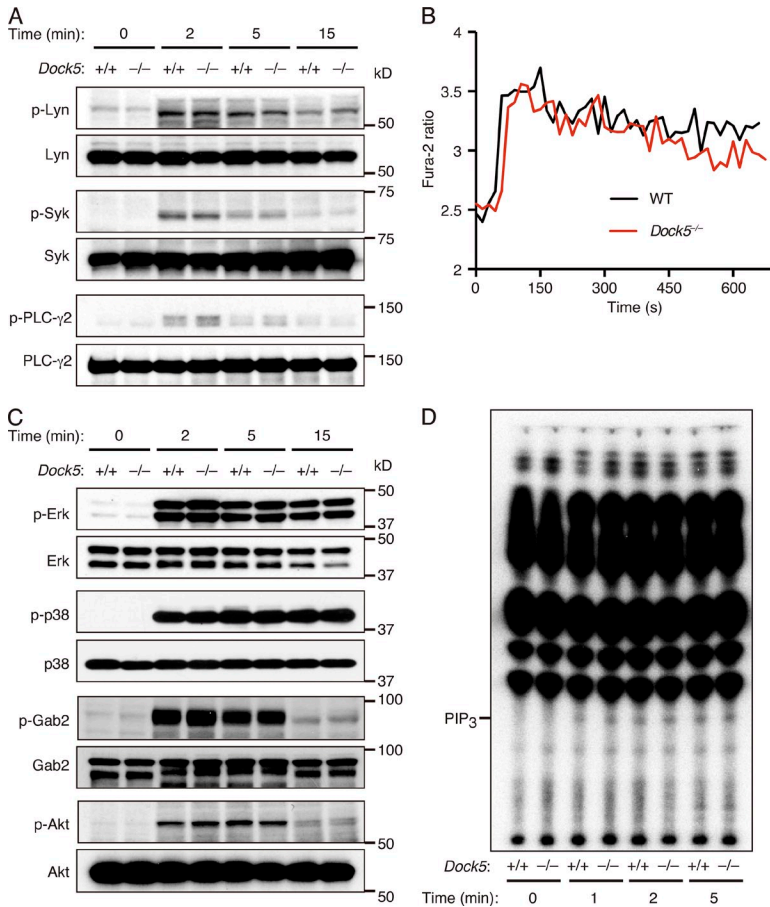 A
Time (min): 0 2 5 15
Dock5: +/+ –/– +/+ –/– +/+ –/– +/+ –/– kD
p-Lyn
50
Lyn
50
75
p-Syk
75
Syk
150
p-PLC-γ2
PLC-γ2 150
B
4
3.5
3
2.5
2
Fura-2 ratio
WT
Dock5–/–
0 150 300 450 600
Time (s)
C
Time (min): 0 2 5 15
Dock5: +/+ –/– +/+ –/– +/+ –/– +/+ –/– kD
50
p-Erk
37
50
Erk
37
p-p38
37
p38
37
100
p-Gab2
100
Gab2
p-Akt
50
Akt
50
D
PIP3
Dock5: +/+ –/– +/+ –/– +/+ –/– +/+ –/–
Time (min): 0 1 2 5